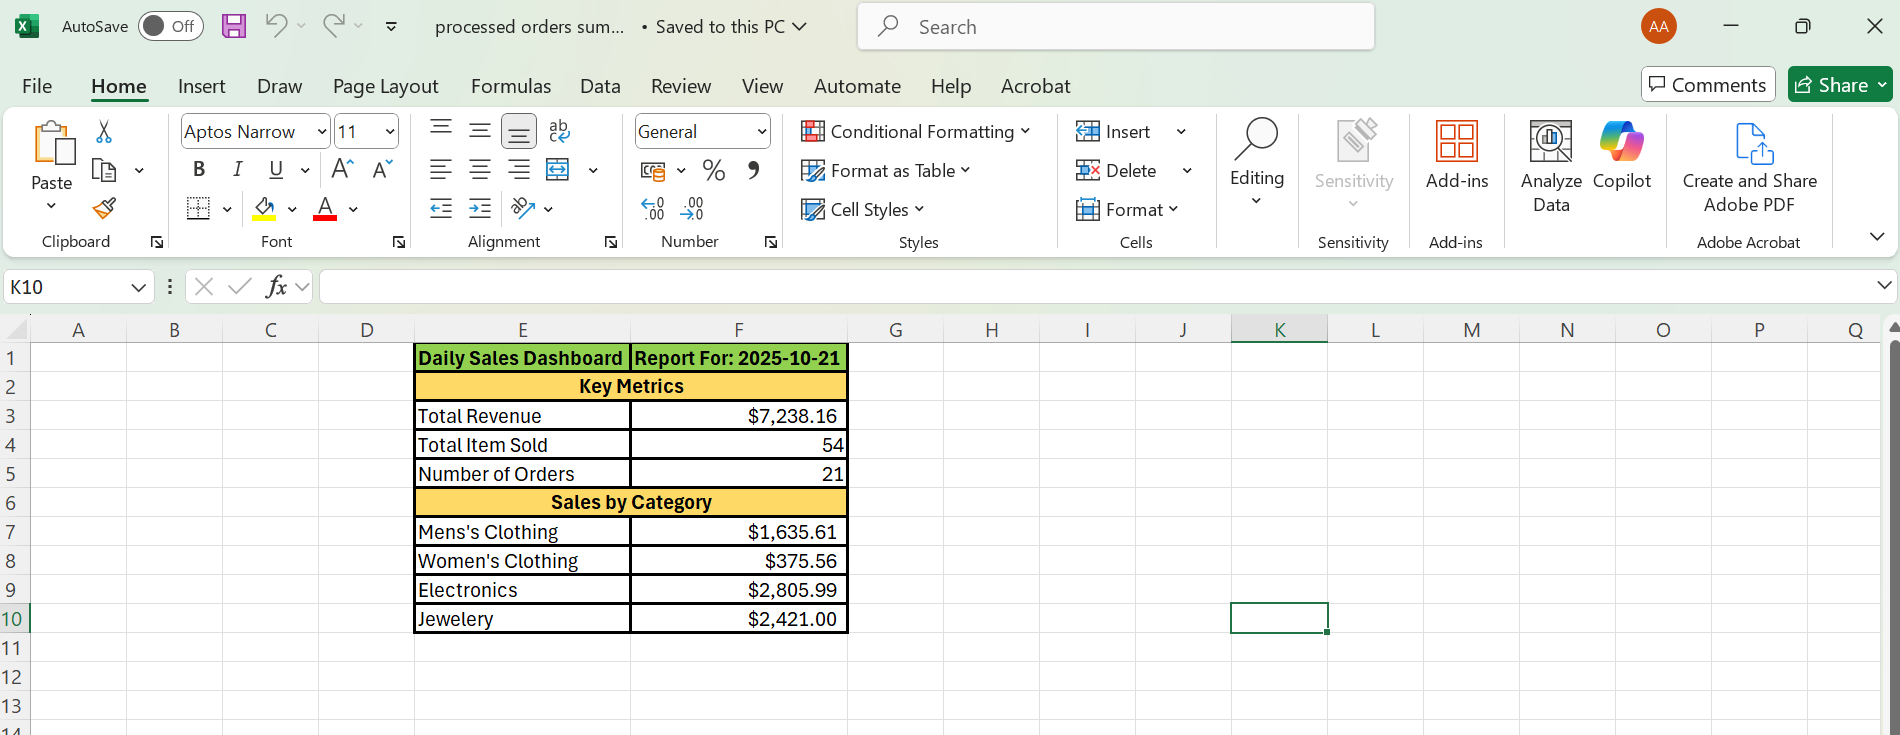 AutoSave Off processed orders sum... • Saved to this PC Search AA
File Home Insert Draw Page Layout Formulas Data Review View Automate Help Acrobat Comments Share
Paste
Clipboard
Aptos Narrow 11
B I U A A
A
Font
ab
c
Alignment
General
% 9
.00 .00
Number
Conditional Formatting
Format as Table
Cell Styles
Styles
Insert
Delete
Format
Cells
Editing
Sensitivity
Sensitivity
Add-ins
Add-ins
Analyze
Data
Copilot
Create and Share
Adobe PDF
Adobe Acrobat
K10 fx
A B C D E F G H I J K L M N O P Q
1 Daily Sales Dashboard Report For: 2025-10-21
2 Key Metrics
3 Total Revenue $7,238.16
4 Total Item Sold 54
5 Number of Orders 21
6 Sales by Category
7 Mens's Clothing $1,635.61
8 Women's Clothing $375.56
9 Electronics $2,805.99
10 Jewelery $2,421.00
11
12
13
14